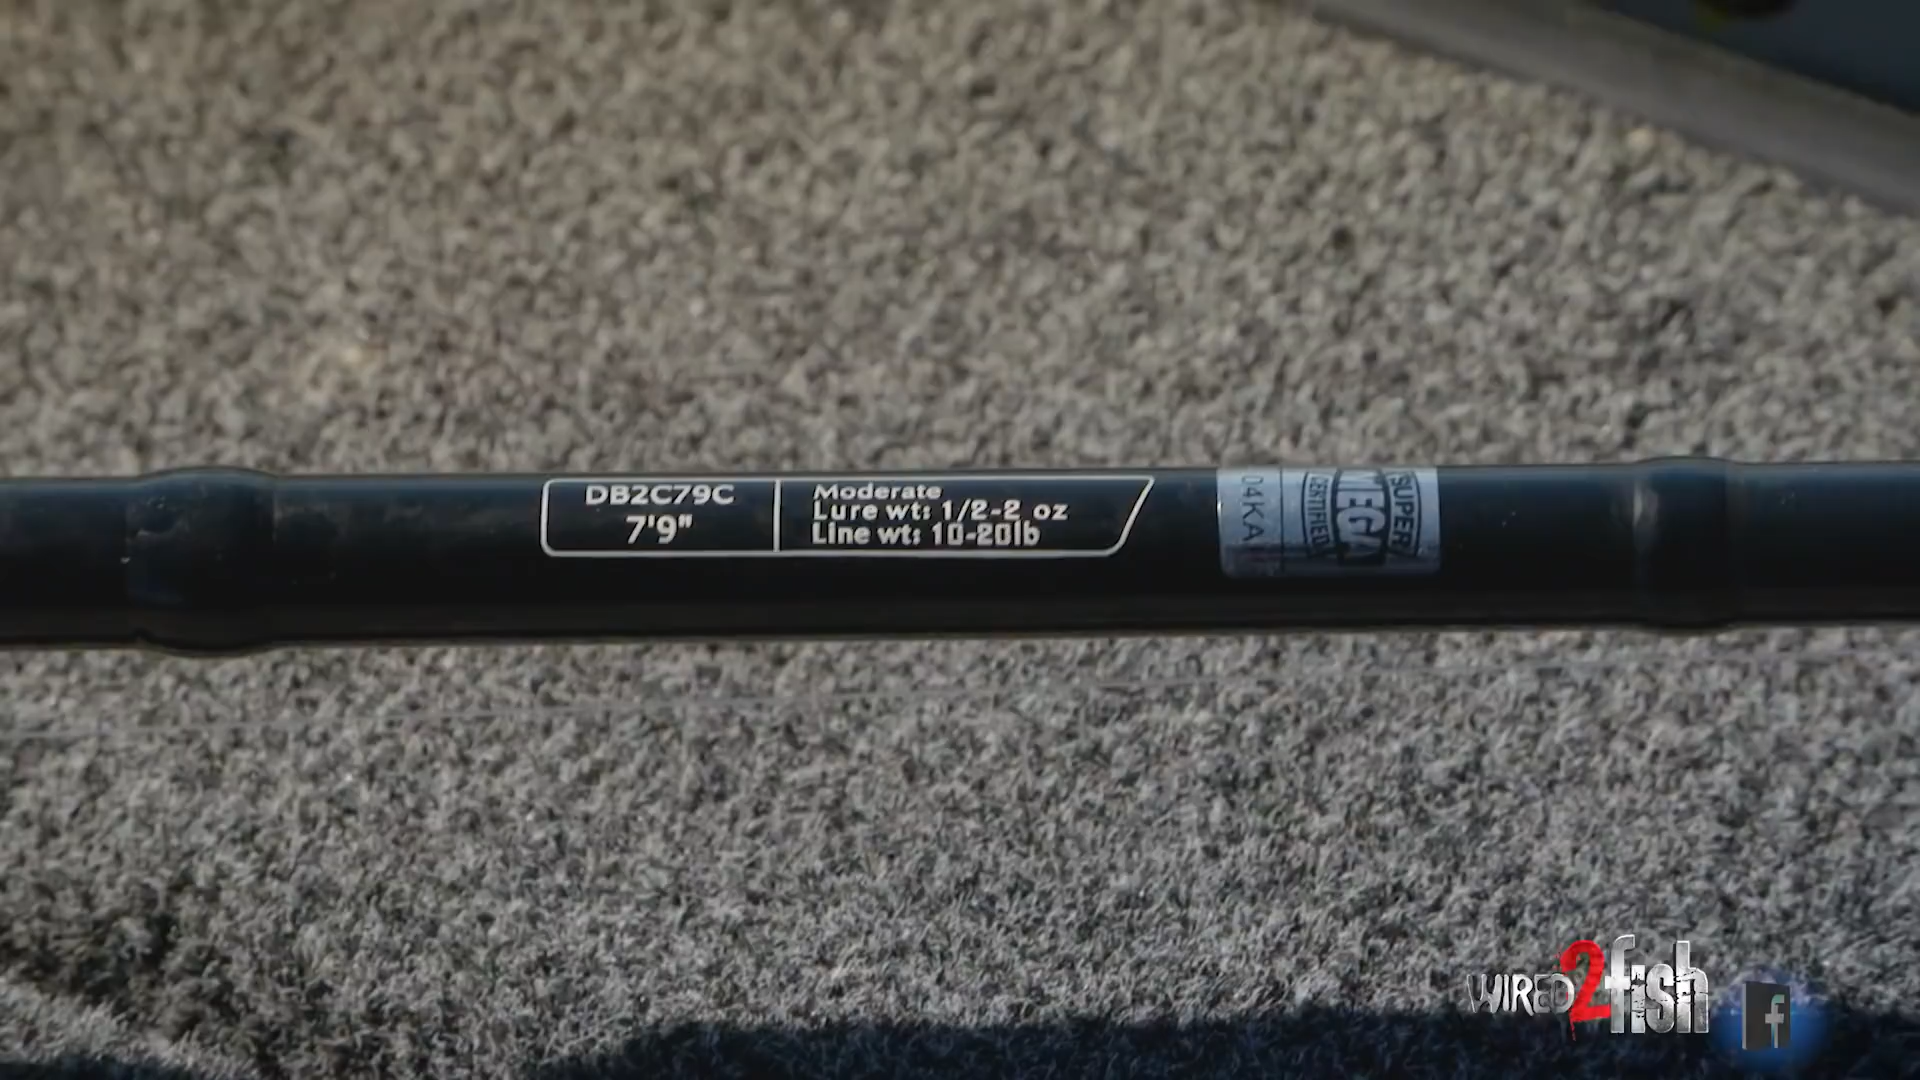 DB2C79C
7'9"
Moderate
Lure wt: 1/2-2 oz
Line wt: 10-20lb
04KA
CERTIFIED
MEGA
SUPER
WIRED2fish
f